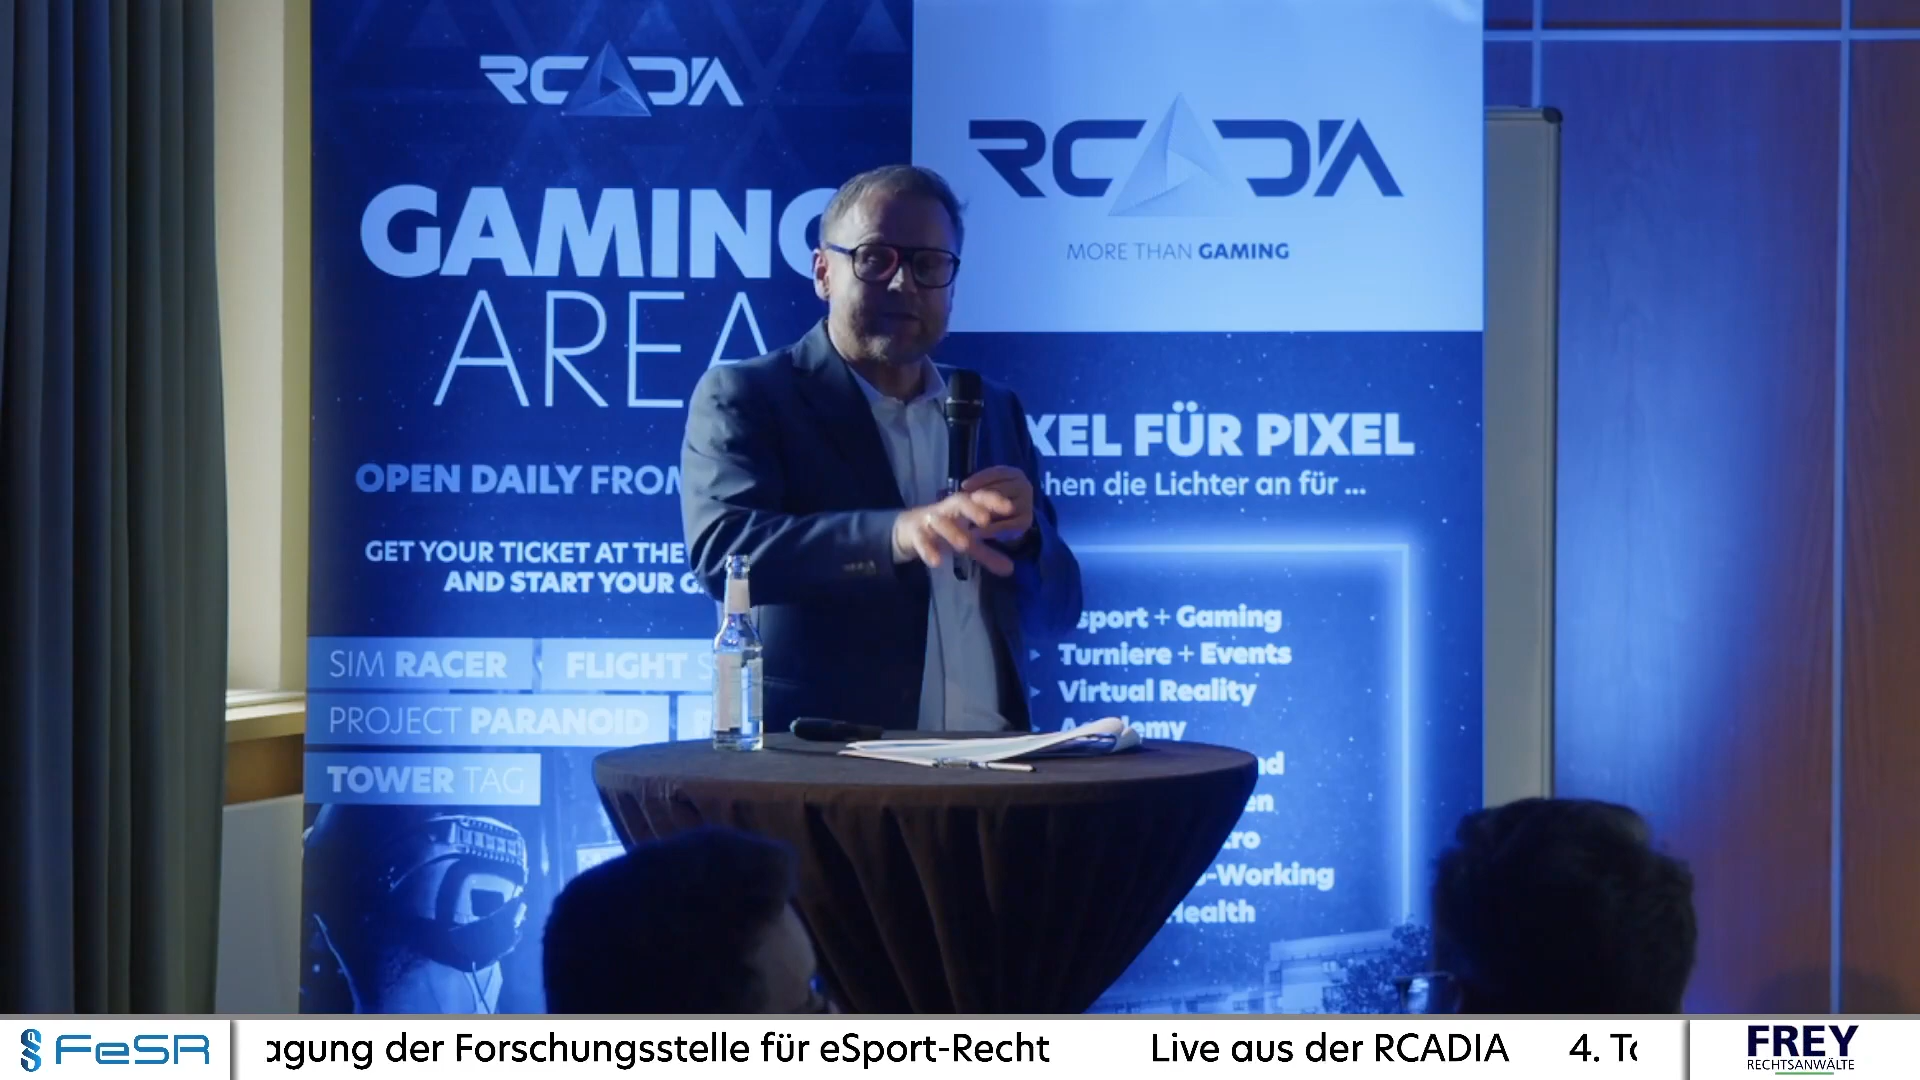 RCADIA
GAMING
AREA
OPEN DAILY FROM
GET YOUR TICKET AT THE
AND START YOUR
SIM RACER
FLIGHT
PROJECT PARANOID
TOWER TAG
RCADIA
MORE THAN GAMING
XEL FÜR PIXEL
hen die Lichter an für ...
sport + Gaming
Turniere + Events
Virtual Reality
-Working
Health
FeSR
agung der Forschungsstelle für eSport-Recht
Live aus der RCADIA
4. To
FREY
RECHTSANWÄLTE